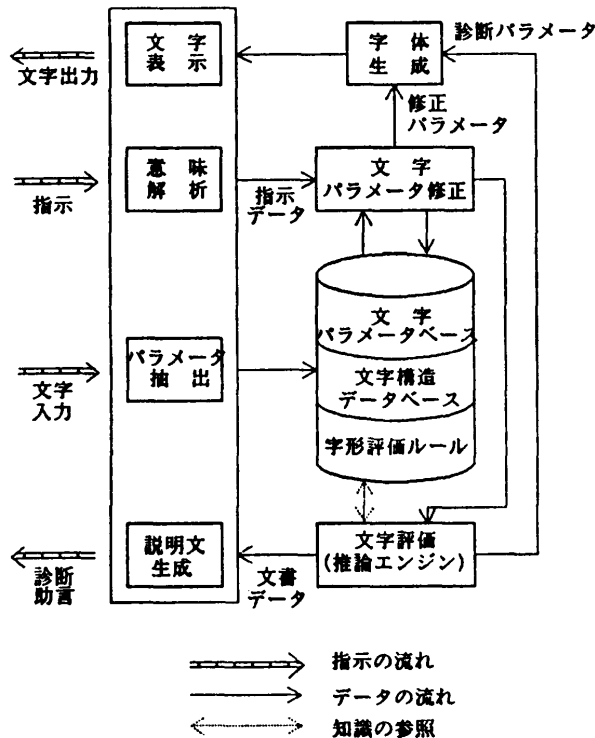 文字
表示
文字出力
字体
生成
診断パラメータ
修正
パラメータ
意味
解析
指示
指示
データ
文字
パラメータ修正
文字
パラメータベース
文字構造
データベース
字形評価ルール
パラメータ
抽出
文字
入力
説明文
生成
診断
助言
文書
データ
文字評価
(推論エンジン)
指示の流れ
データの流れ
知識の参照